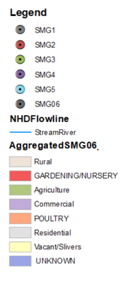 Legend
SMG1
SMG2
SMG3
SMG4
SMG5
SMG06
NHDFlowline
StreamRiver
AggregatedSMG06_
Rural
GARDENING/NURSERY
Agriculture
Commercial
POULTRY
Residential
Vacant/Slivers
UNKNOWN